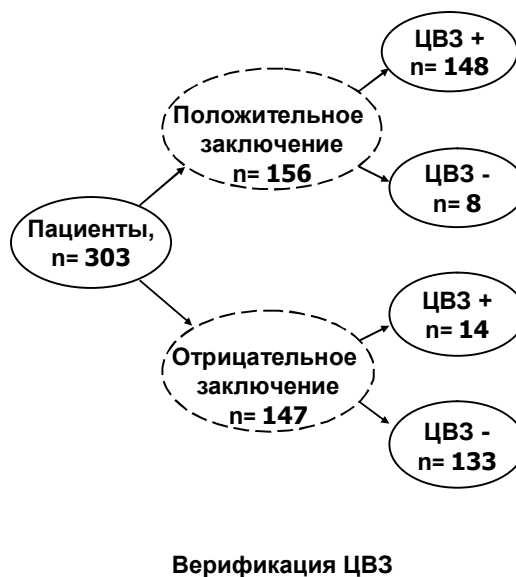 ЦВЗ +
n= 148
Положительное
заключение
n= 156
ЦВЗ -
n= 8
Пациенты,
n= 303
ЦВЗ +
n= 14
Отрицательное
заключение
n= 147
ЦВЗ -
n= 133
Верификация ЦВЗ